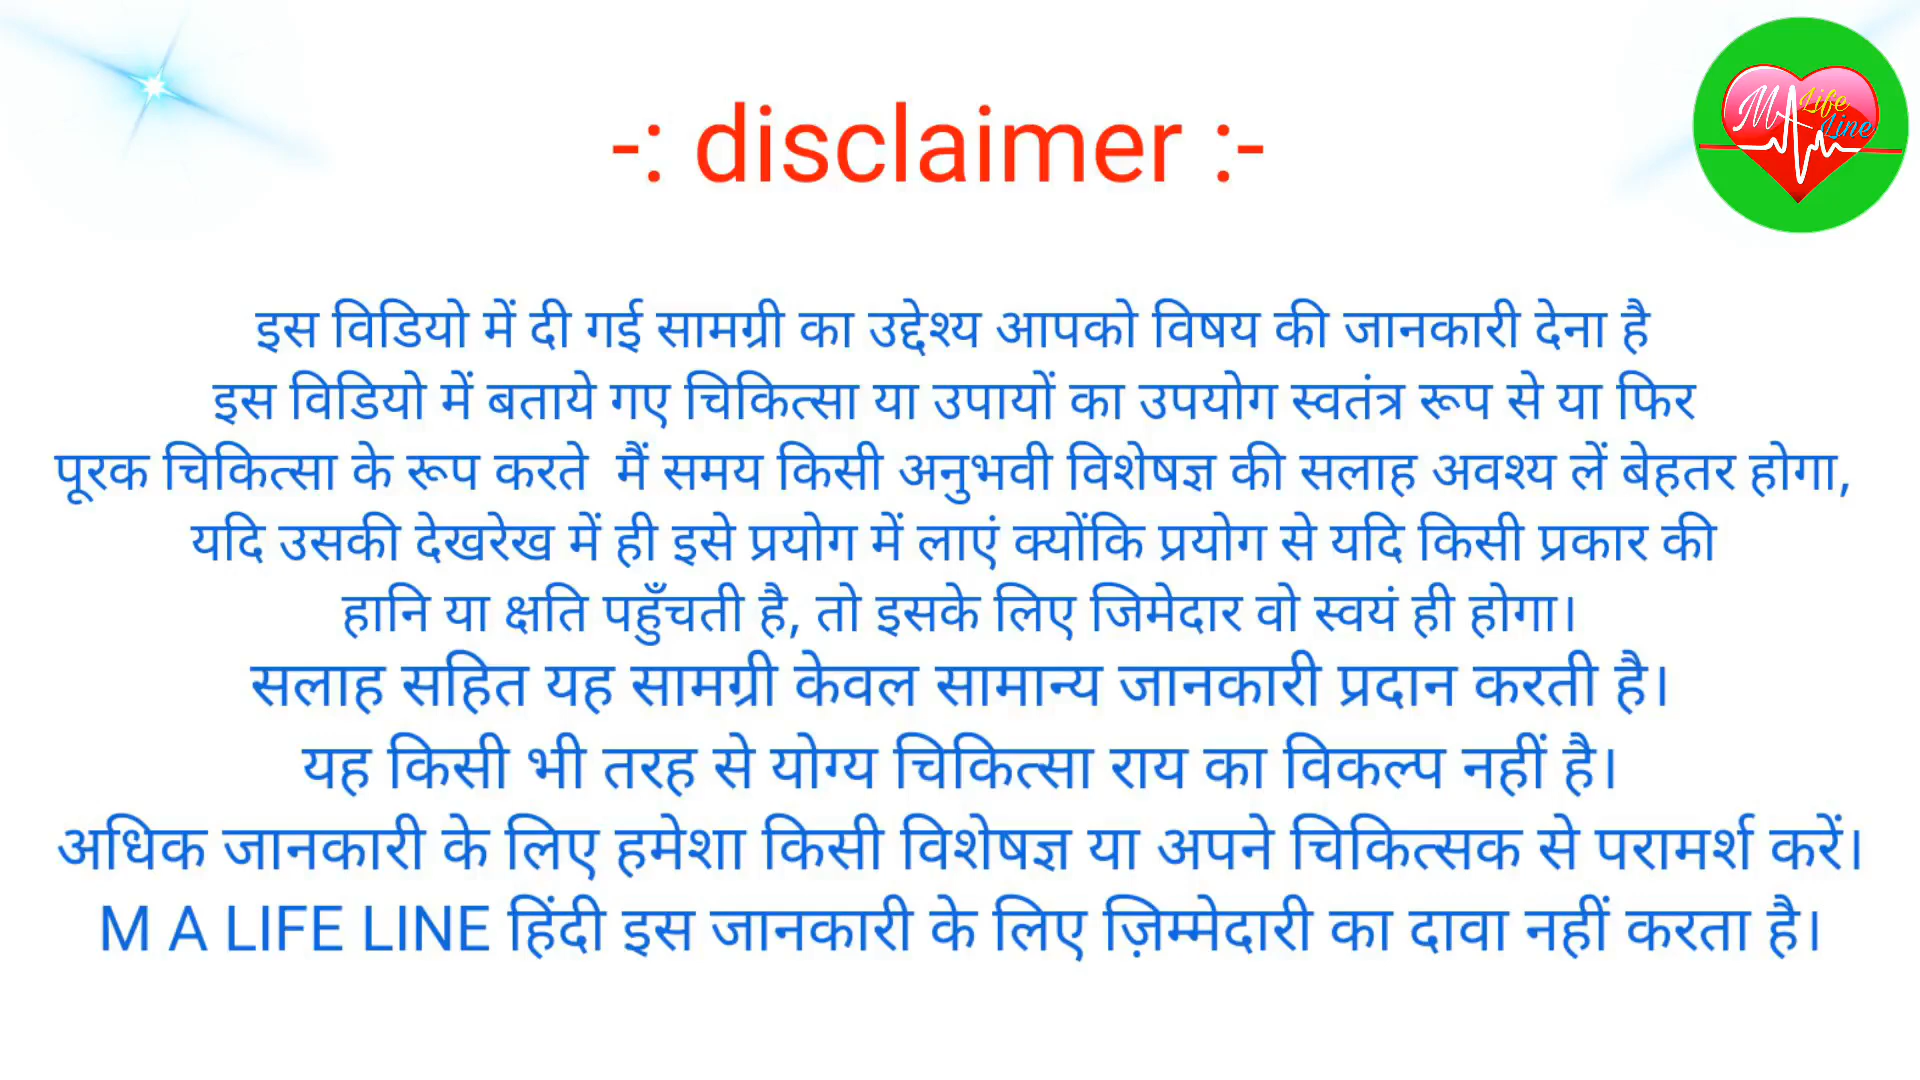 -: disclaimer :-
MA Life Line
इस विडियो में दी गई सामग्री का उद्देश्य आपको विषय की जानकारी देना है
इस विडियो में बताये गए चिकित्सा या उपायों का उपयोग स्वतंत्र रूप से या फिर
पूरक चिकित्सा के रूप करते  मैं समय किसी अनुभवी विशेषज्ञ की सलाह अवश्य लें बेहतर होगा,
यदि उसकी देखरेख में ही इसे प्रयोग में लाएं क्योंकि प्रयोग से यदि किसी प्रकार की
हानि या क्षति पहुँचती है, तो इसके लिए जिमेदार वो स्वयं ही होगा।
सलाह सहित यह सामग्री केवल सामान्य जानकारी प्रदान करती है।
यह किसी भी तरह से योग्य चिकित्सा राय का विकल्प नहीं है।
अधिक जानकारी के लिए हमेशा किसी विशेषज्ञ या अपने चिकित्सक से परामर्श करें।
M A LIFE LINE हिंदी इस जानकारी के लिए ज़िम्मेदारी का दावा नहीं करता है।